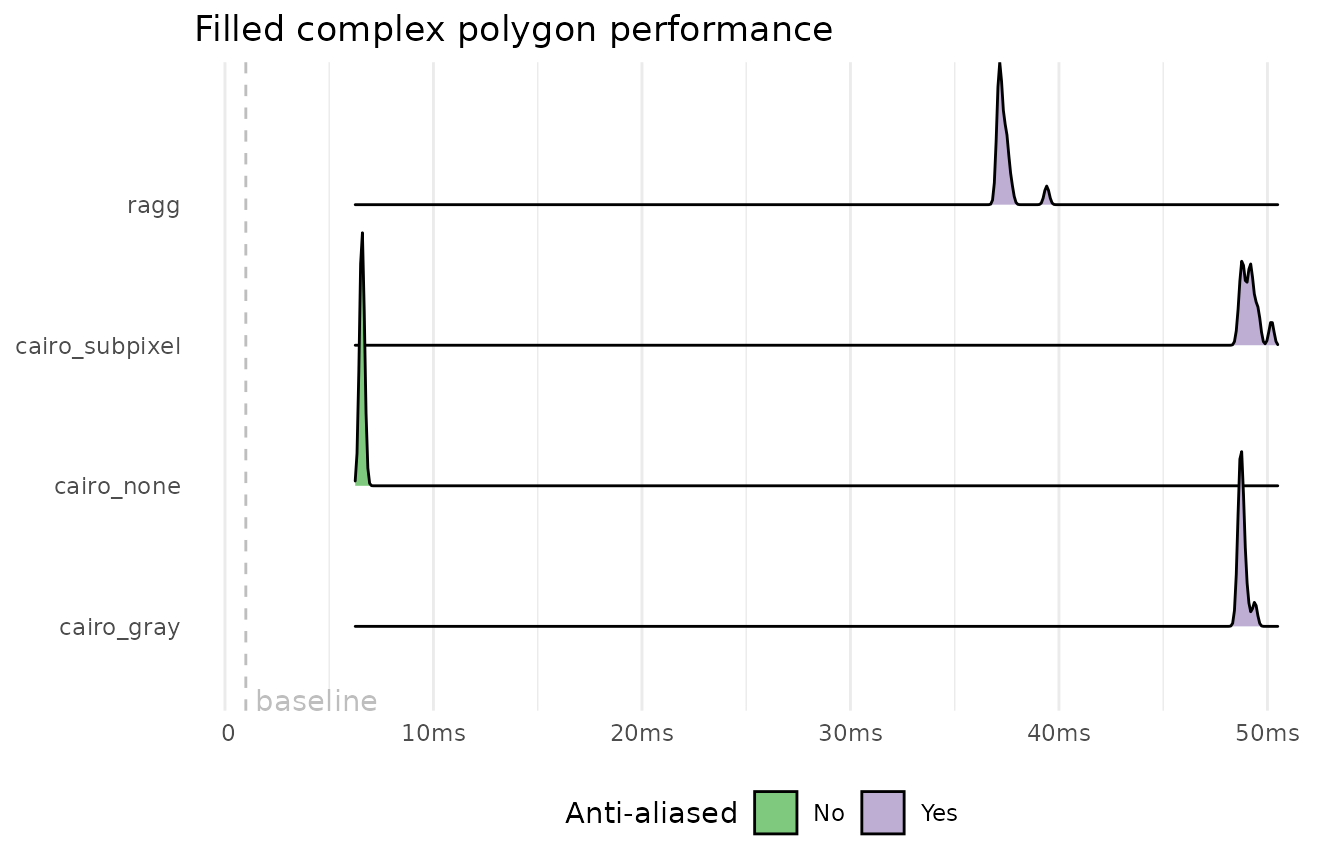 Filled complex polygon performance
ragg
cairo_subpixel
cairo_none
cairo_gray
baseline
0 10ms 20ms 30ms 40ms 50ms
Anti-aliased No Yes